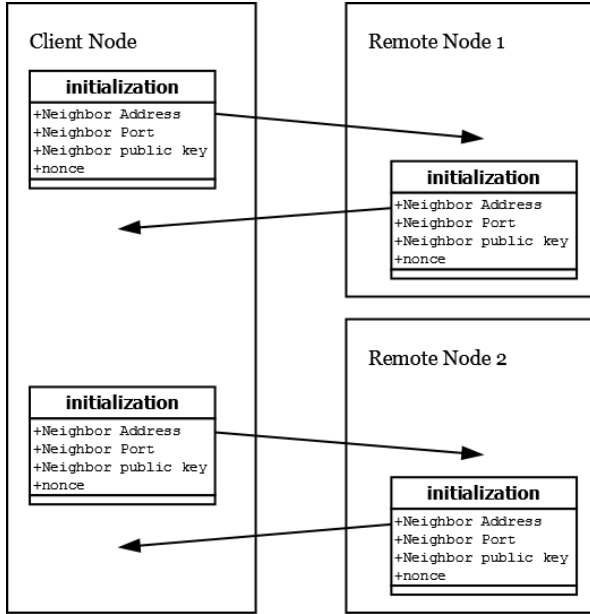 Client Node
initialization
+Neighbor Address
+Neighbor Port
+Neighbor public key
+nonce
Remote Node 1
initialization
+Neighbor Address
+Neighbor Port
+Neighbor public key
+nonce
initialization
+Neighbor Address
+Neighbor Port
+Neighbor public key
+nonce
Remote Node 2
initialization
+Neighbor Address
+Neighbor Port
+Neighbor public key
+nonce